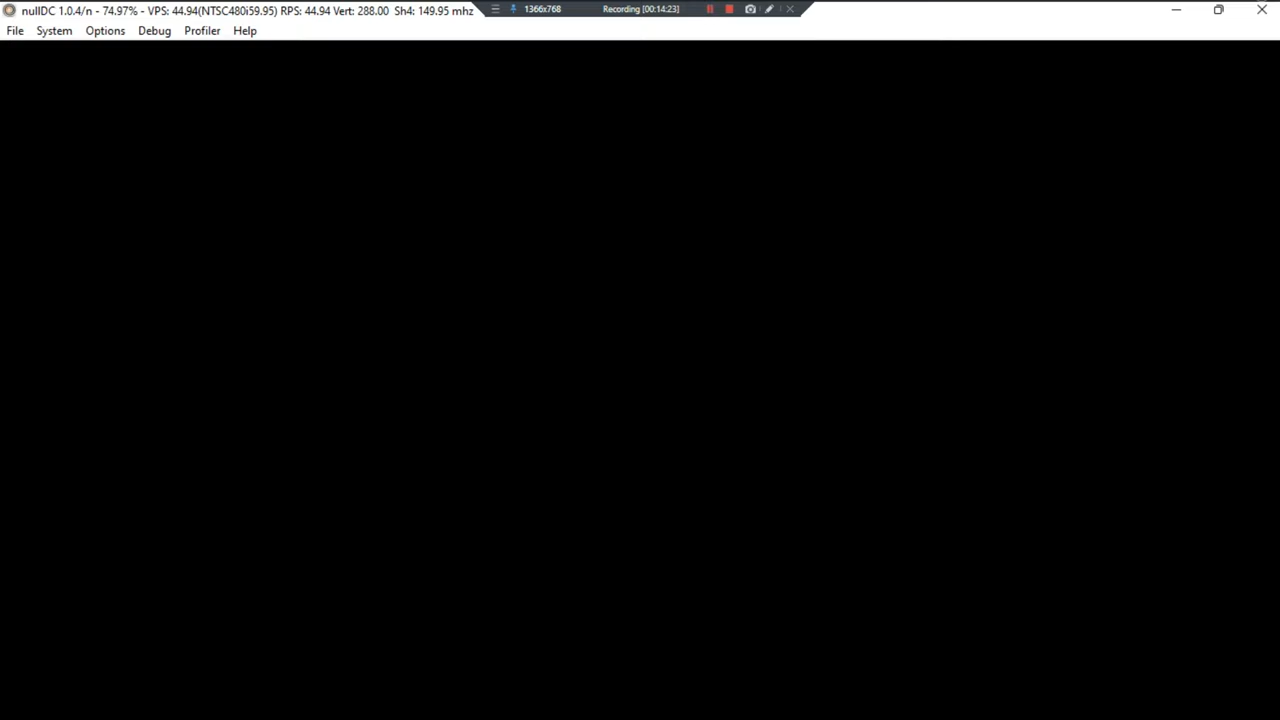 nullDC 1.0.4/n - 74.97% - VPS: 44.94(NTSC480i59.95) RPS: 44.94 Vert: 288.00 Sh4: 149.95 mhz
1366x768 Recording [00:14:23]
File System Options Debug Profiler Help